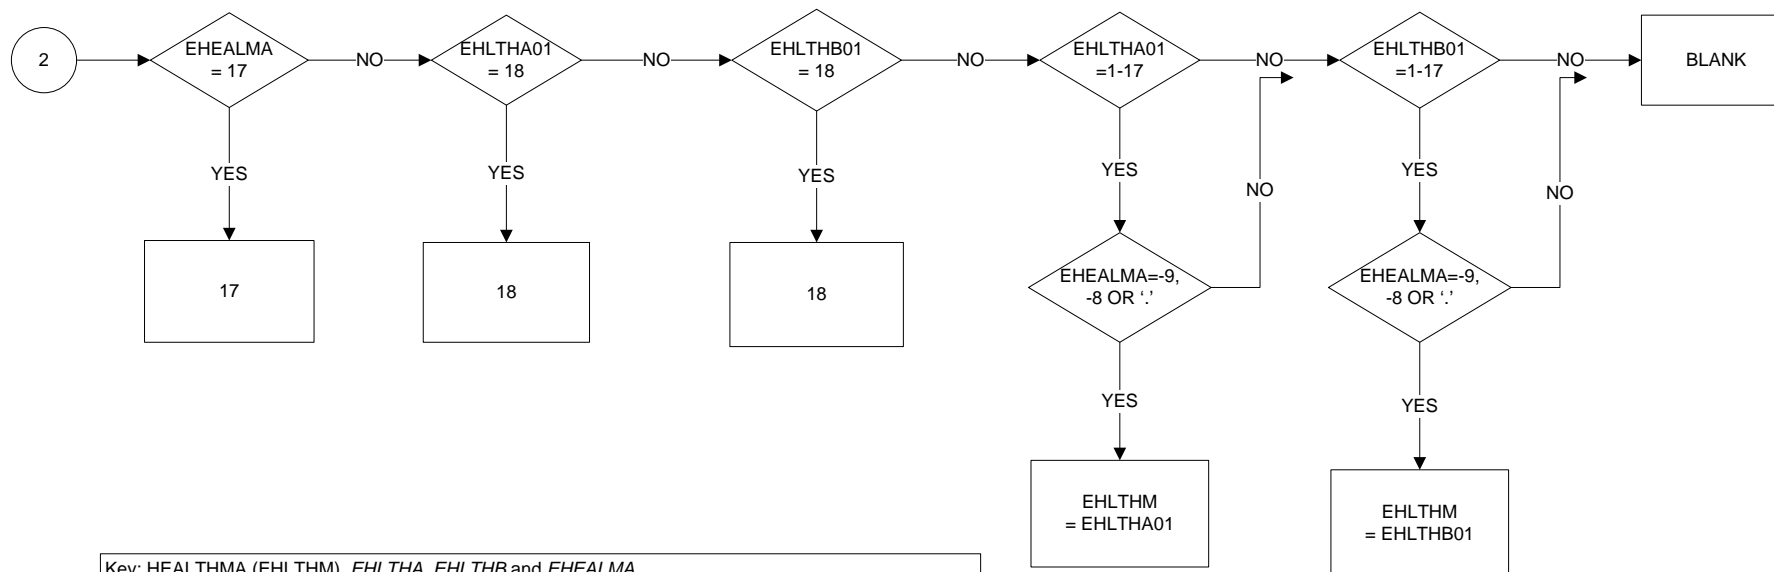 2
EHEALMA
= 17
NO
EHLTHA01
= 18
NO
EHLTHB01
= 18
NO
EHLTHA01
=1-17
NO
EHLTHB01
=1-17
NO
BLANK
YES
YES
YES
YES
YES
NO
NO
17
18
18
EHEALMA=-9,
-8 OR ‘.’
EHEALMA=-9,
-8 OR ‘.’
YES
YES
EHLTHM
= EHLTHA01
EHLTHM
= EHLTHB01
Key: HEALTHMA (EHLTHM), EHLTHA, EHLTHB and EHEALMA